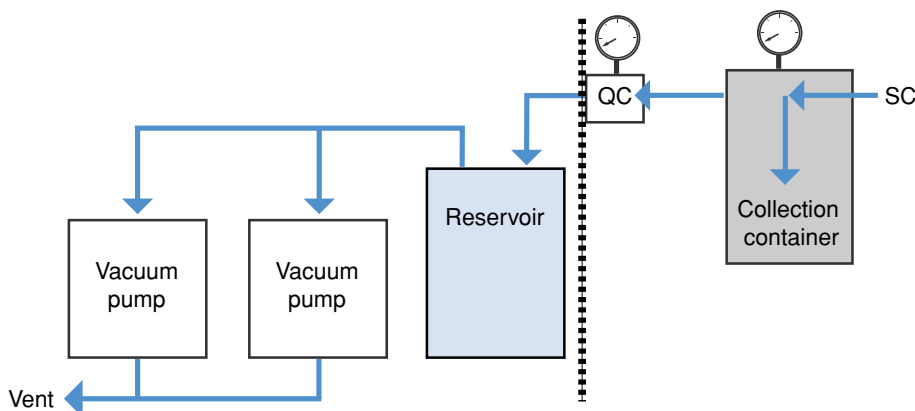 QC
SC
Reservoir
Collection
container
Vacuum
pump
Vacuum
pump
Vent